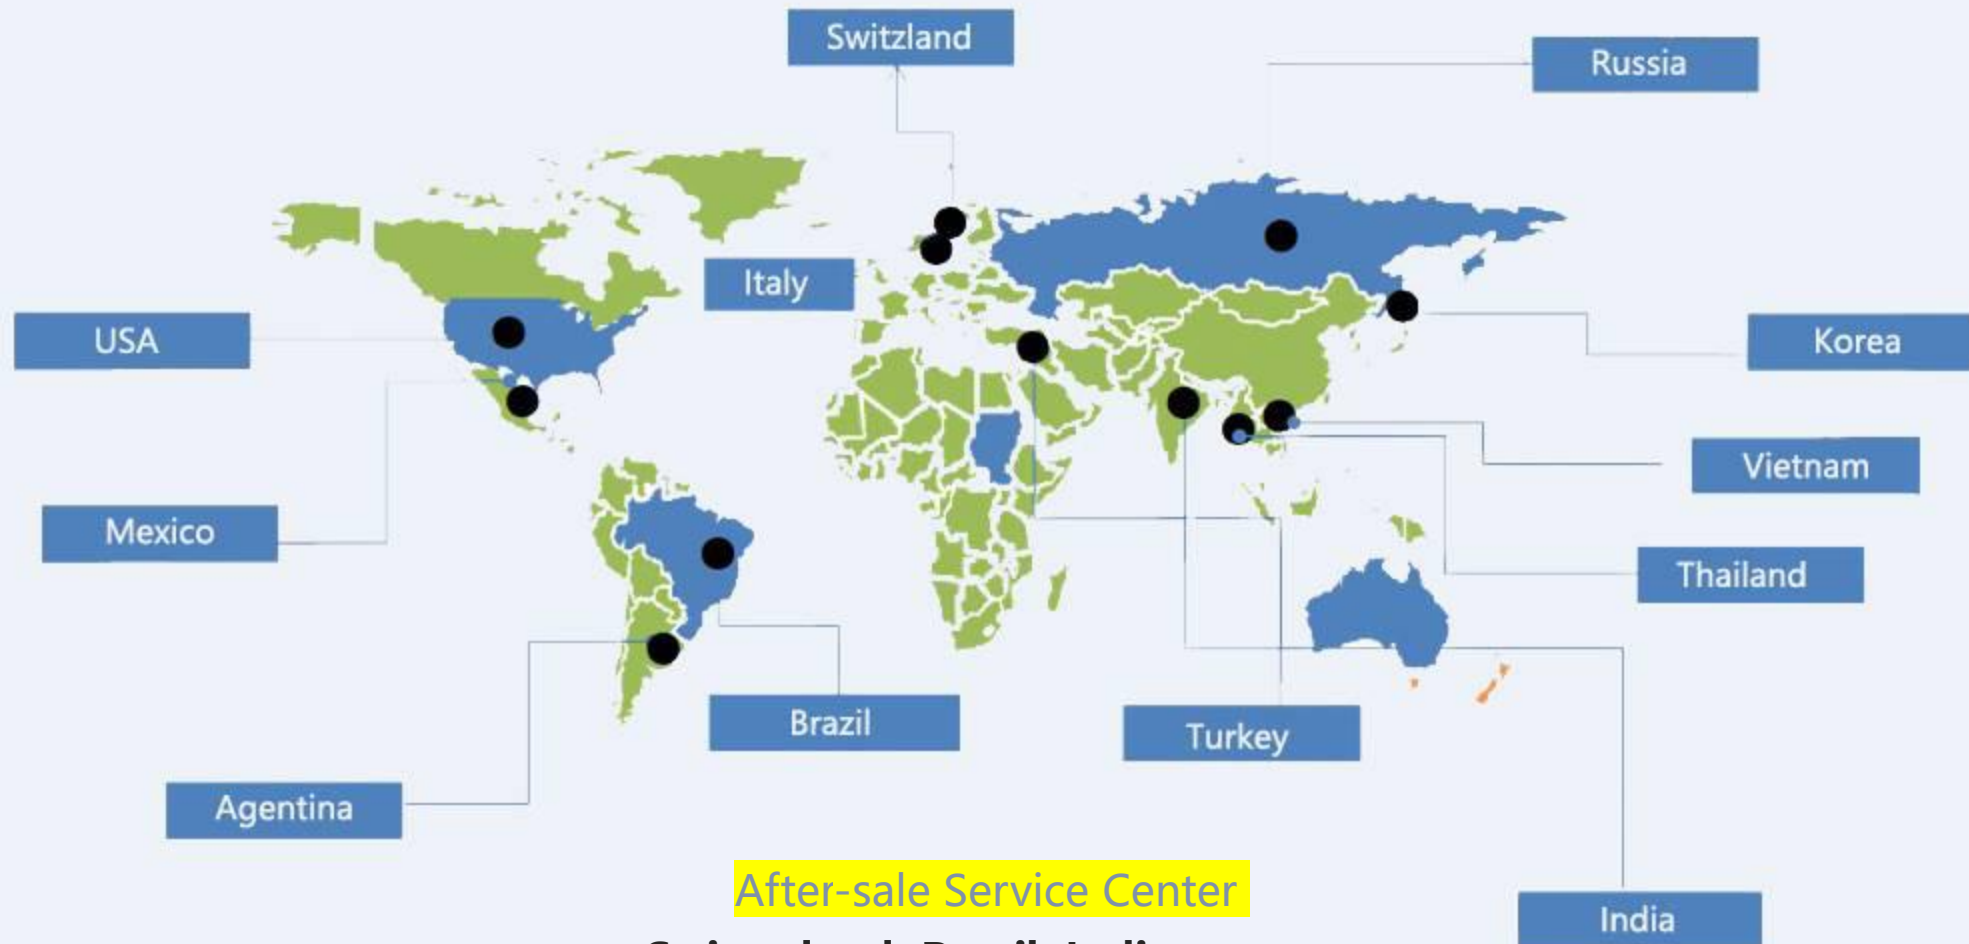 Switzland
Russia
Italy
USA
Korea
Mexico
Vietnam
Thailand
Brazil
Turkey
Agentina
After-sale Service Center
India